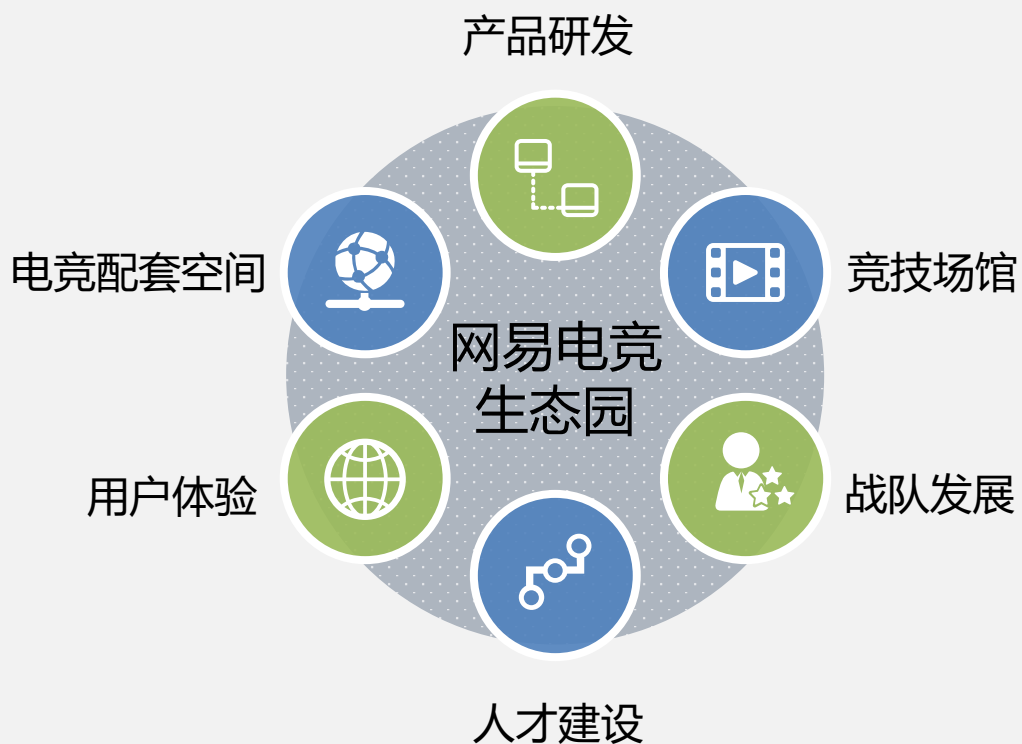 产品研发
电竞配套空间
竞技场馆
网易电竞
生态园
用户体验
战队发展
人才建设